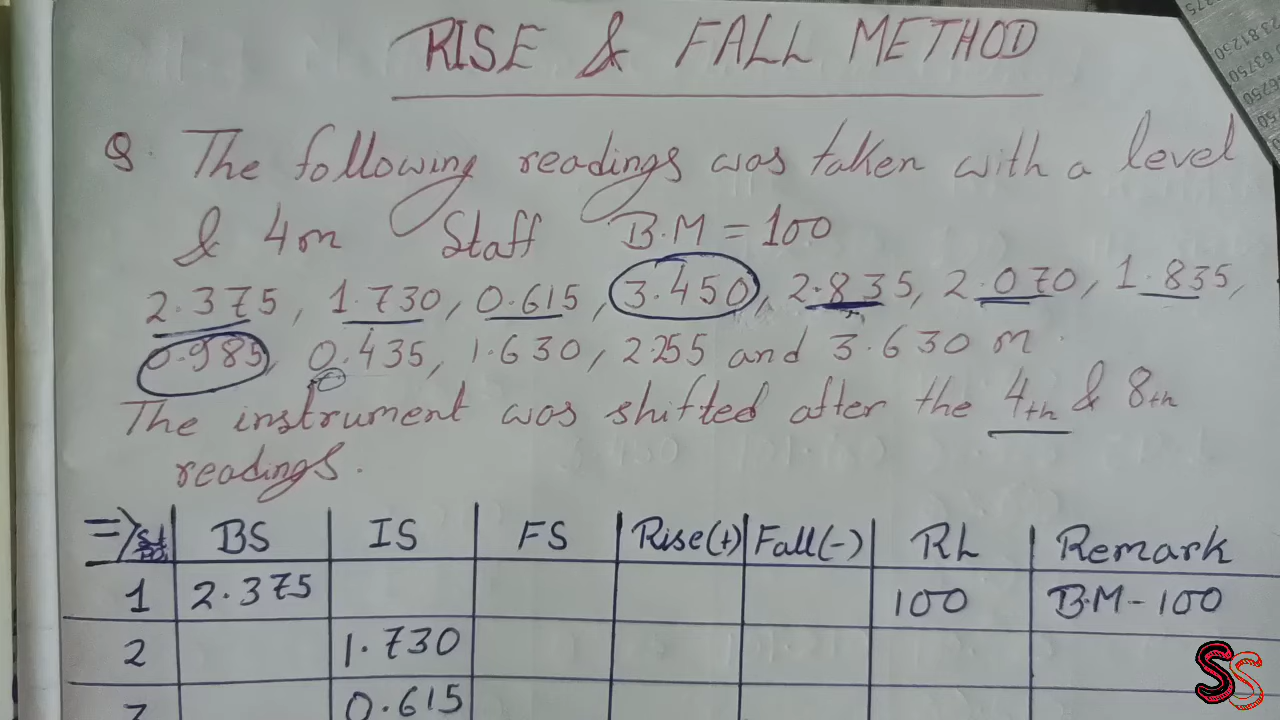 RISE & FALL METHOD
Q. The following readings was taken with a level
& 4m Staff B.M = 100
2.375, 1.730, 0.615, 3.450, 2.835, 2.070, 1.835,
0.985, 0.435, 1.630, 2.255 and 3.630 m.
The instrument was shifted after the 4th & 8th
readings.
=> BS IS FS Rise(+) Fall(-) RL Remark
1 2.375 100 B.M - 100
2 1.730
0.615
SS